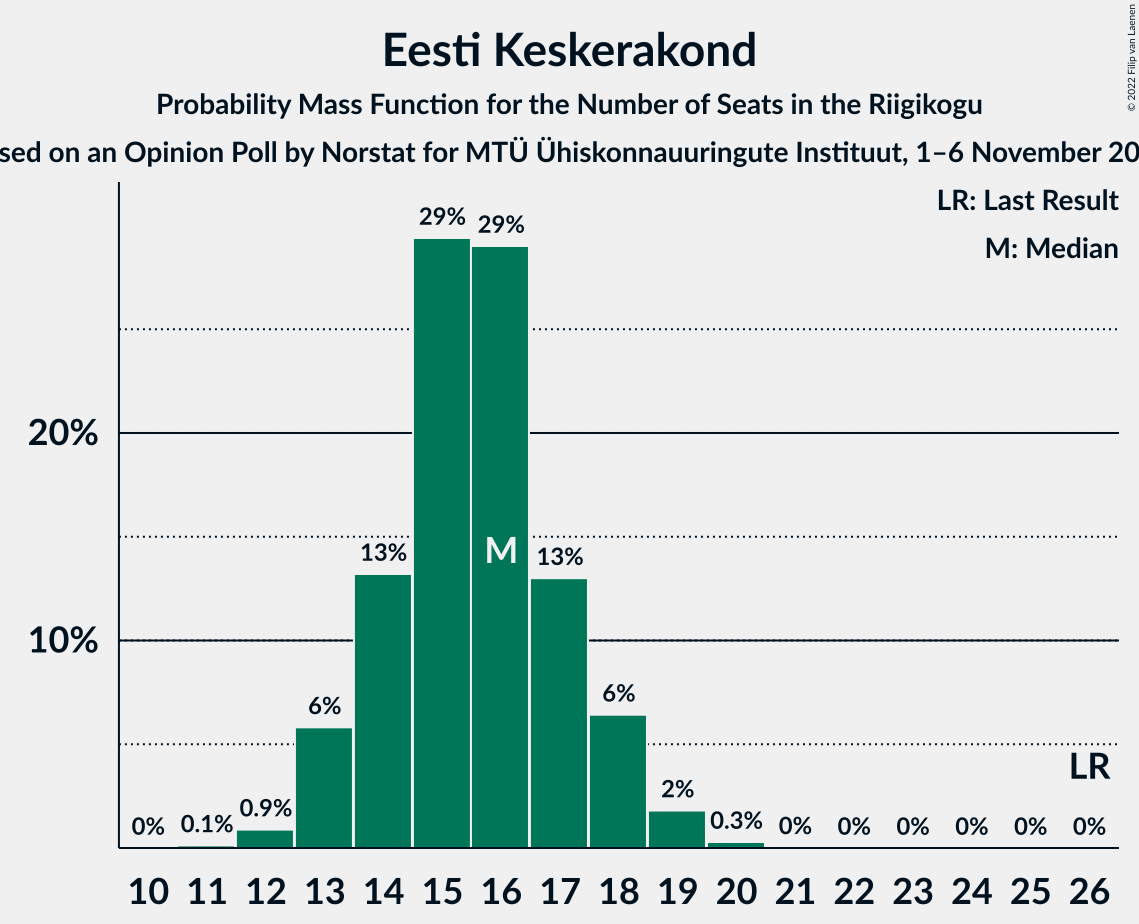 Eesti Keskerakond
Probability Mass Function for the Number of Seats in the Riigikogu
sed on an Opinion Poll by Norstat for MTÜ Ühiskonnauuringute Instituut, 1–6 November 20
© 2022 Filip van Laenen
LR: Last Result
M: Median
29% 29%
20%
13% M 13%
10%
6% 6%
LR
0% 0.1% 0.9% 2% 0.3% 0% 0% 0% 0% 0% 0%
10 11 12 13 14 15 16 17 18 19 20 21 22 23 24 25 26